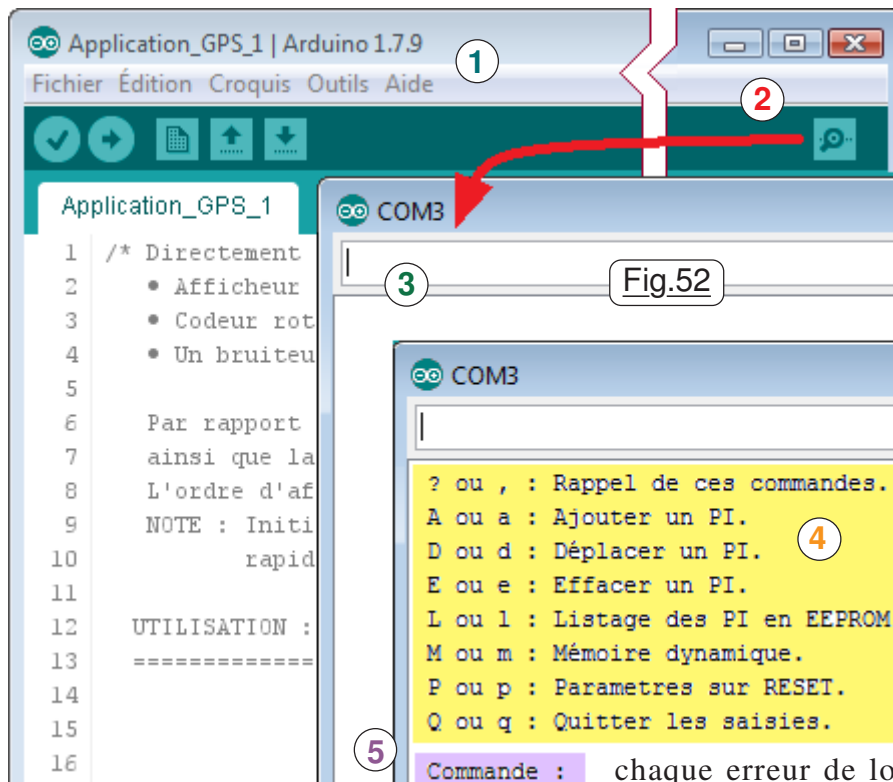 Application_GPS_1 | Arduino 1.7.9
1
Fichier Édition Croquis Outils Aide
2
Application_GPS_1
COM3
3
Fig.52
1 /* Directement
2 • Afficheur
3 • Codeur rot
4 • Un bruiteu
5
6 Par rapport
7 ainsi que la
8 L'ordre d'af
9 NOTE : Initi
10 rapid
11
12 UTILISATION :
13 =============
14
15
16
COM3
? ou , : Rappel de ces commandes.
A ou a : Ajouter un PI.
4
D ou d : Déplacer un PI.
E ou e : Effacer un PI.
L ou l : Listage des PI en EEPROM
M ou m : Mémoire dynamique.
P ou p : Parametres sur RESET.
Q ou q : Quitter les saisies.
5
Commande :
chaque erreur de lo